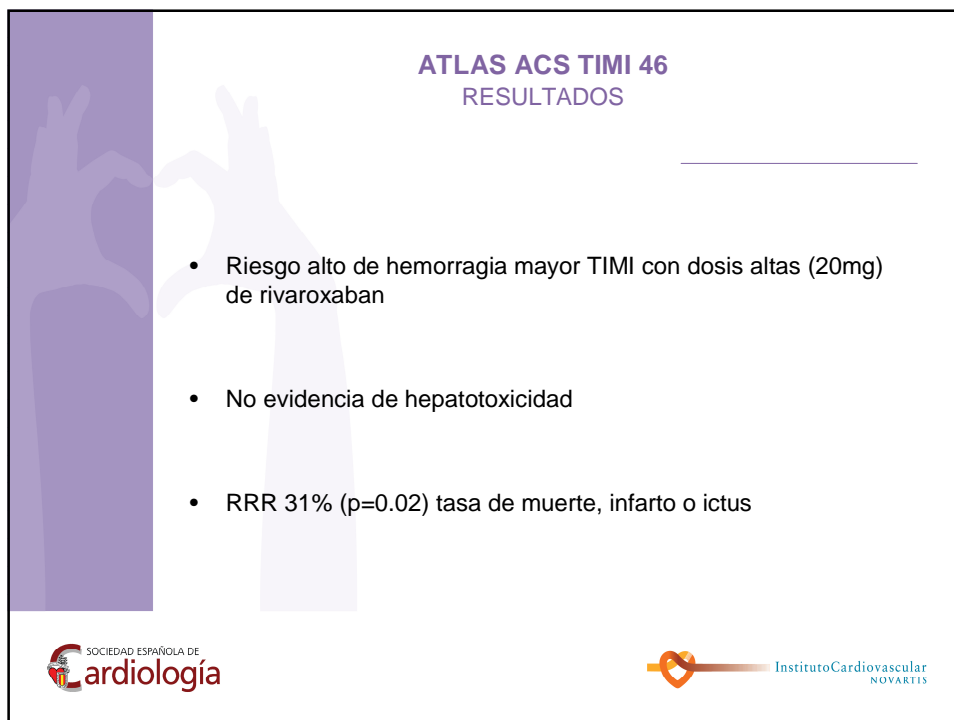 ATLAS ACS TIMI 46
RESULTADOS
• Riesgo alto de hemorragia mayor TIMI con dosis altas (20mg)
de rivaroxaban
• No evidencia de hepatotoxicidad
• RRR 31% (p=0.02) tasa de muerte, infarto o ictus
SOCIEDAD ESPAÑOLA DE
Cardiología
InstitutoCardiovascular
NOVARTIS